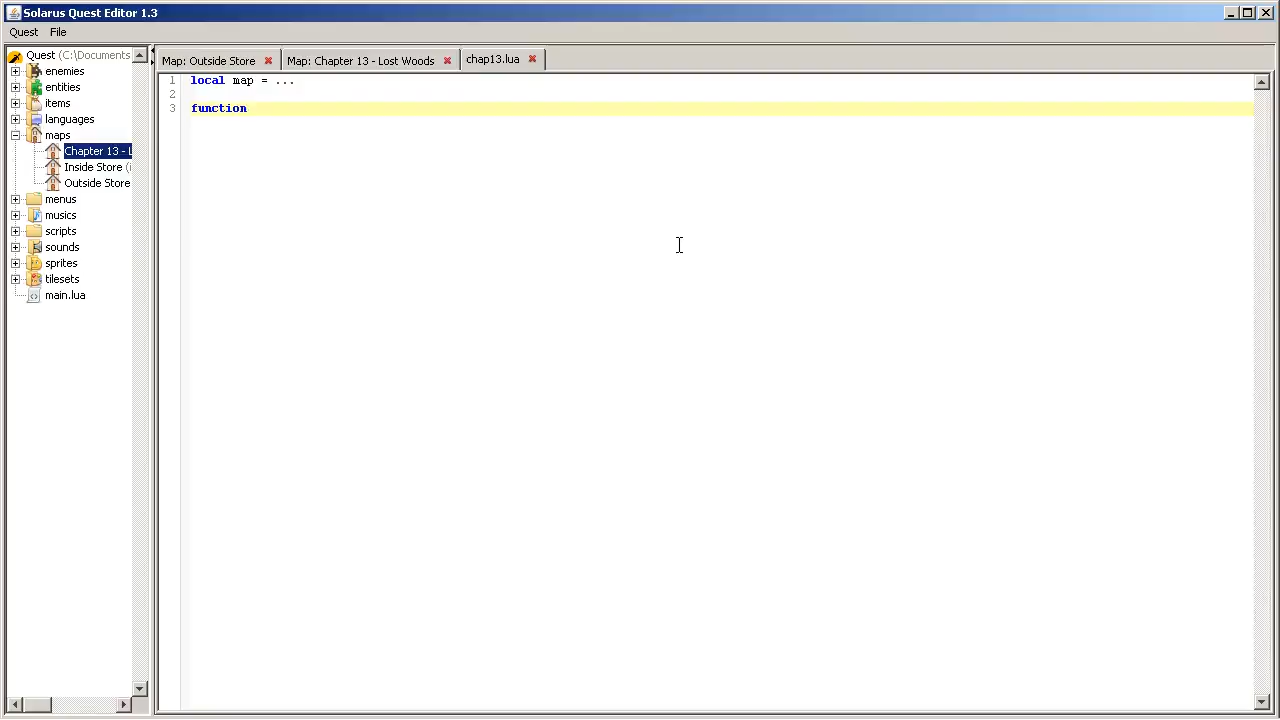 Solarus Quest Editor 1.3
Quest File
Quest (C:\Documents
enemies
entities
items
languages
maps
Chapter 13 - L
Inside Store (i
Outside Store
menus
musics
scripts
sounds
sprites
tilesets
main.lua
Map: Outside Store
Map: Chapter 13 - Lost Woods
chap13.lua
1 local map = ...
2
3 function